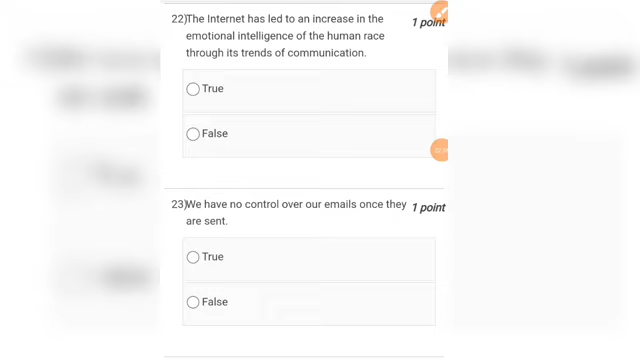 22)The Internet has led to an increase in the 1 point
emotional intelligence of the human race
through its trends of communication.
True
False
23)We have no control over our emails once they 1 point
are sent.
True
False